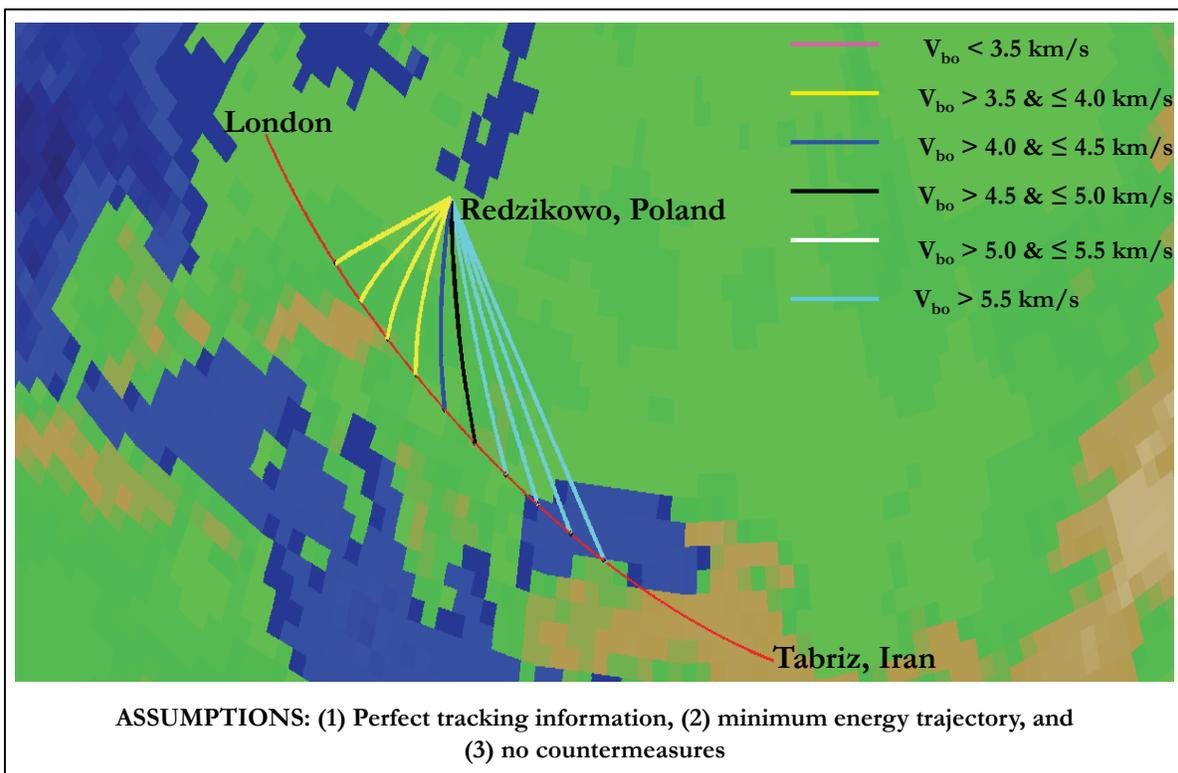 London
Redzikowo, Poland
Tabriz, Iran
V_bo < 3.5 km/s
V_bo > 3.5 & ≤ 4.0 km/s
V_bo > 4.0 & ≤ 4.5 km/s
V_bo > 4.5 & ≤ 5.0 km/s
V_bo > 5.0 & ≤ 5.5 km/s
V_bo > 5.5 km/s
ASSUMPTIONS: (1) Perfect tracking information, (2) minimum energy trajectory, and
(3) no countermeasures